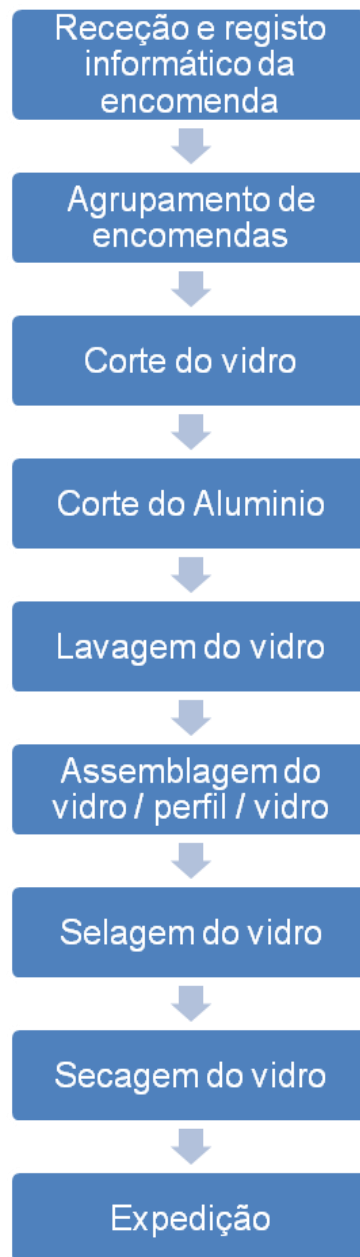 Receção e registo
informático da
encomenda
Agrupamento de
encomendas
Corte do vidro
Corte do Aluminio
Lavagem do vidro
Assemblagem do
vidro / perfil / vidro
Selagem do vidro
Secagem do vidro
Expedição